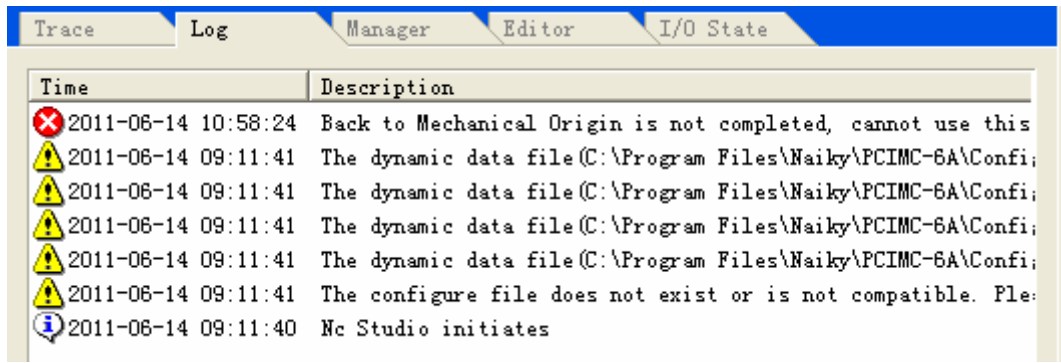 Trace Log Manager Editor I/O State
Time Description
2011-06-14 10:58:24 Back to Mechanical Origin is not completed, cannot use this
2011-06-14 09:11:41 The dynamic data file(C:\Program Files\Naiky\PCIMC-6A\Confi
2011-06-14 09:11:41 The dynamic data file(C:\Program Files\Naiky\PCIMC-6A\Confi
2011-06-14 09:11:41 The dynamic data file(C:\Program Files\Naiky\PCIMC-6A\Confi
2011-06-14 09:11:41 The dynamic data file(C:\Program Files\Naiky\PCIMC-6A\Confi
2011-06-14 09:11:41 The configure file does not exist or is not compatible.
2011-06-14 09:11:40 Nc Studio initiates